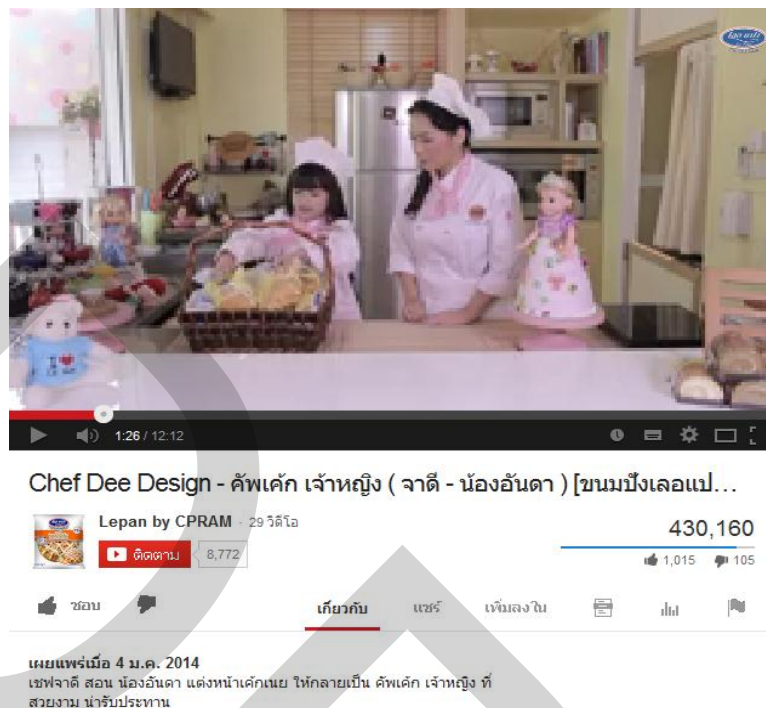 เลอแปง
I ♥
1:26 / 12:12
Chef Dee Design - คัพเค้ก เจ้าหญิง ( จาดี - น้องอันดา ) [ขนมปังเลอแป...
Lepan by CPRAM · 29 วิดีโอ
ติดตาม 8,772
430,160
1,015 105
ชอบ
เกี่ยวกับ แชร์ เพิ่มลงใน
เผยแพร่เมื่อ 4 ม.ค. 2014
เชฟจาดี สอน น้องอันดา แต่งหน้าเค้กเนย ให้กลายเป็น คัพเค้ก เจ้าหญิง ที่
สวยงาม น่ารับประทาน